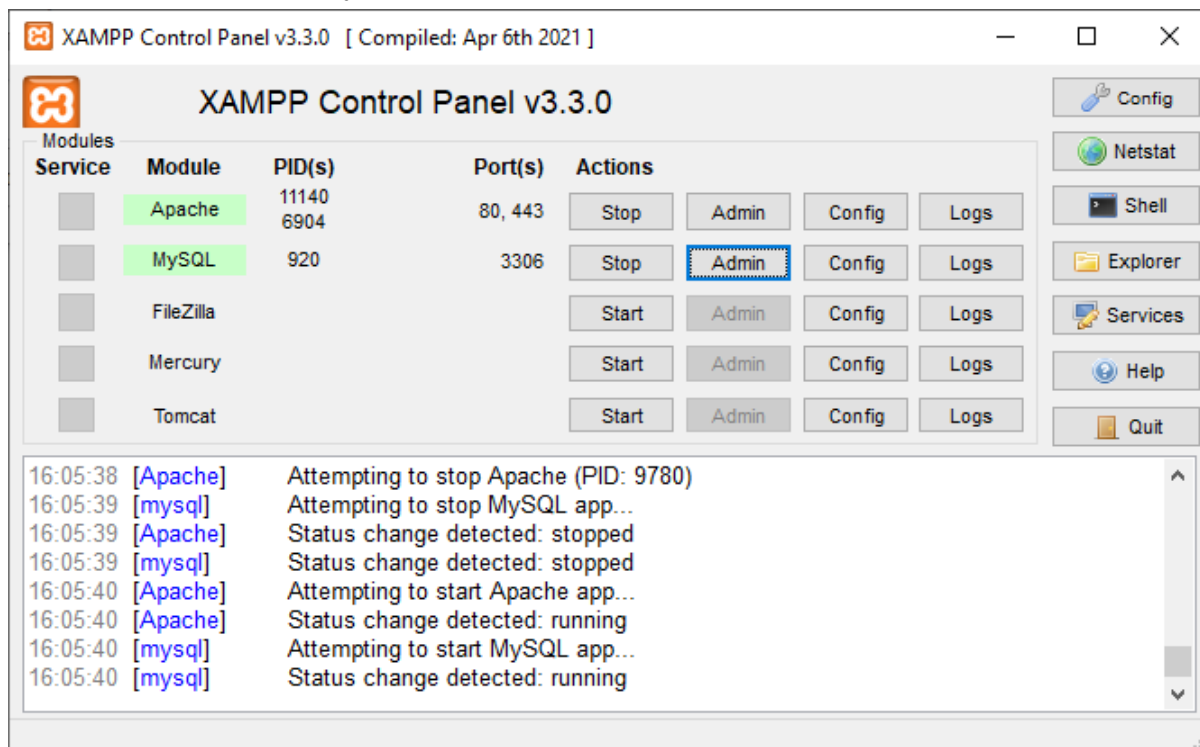 XAMPP Control Panel v3.3.0 [ Compiled: Apr 6th 2021 ]
XAMPP Control Panel v3.3.0
Config
Modules
Netstat
Service Module PID(s) Port(s) Actions
Apache 11140 6904 80, 443 Stop Admin Config Logs
Shell
MySQL 920 3306 Stop Admin Config Logs
Explorer
FileZilla Start Admin Config Logs
Services
Mercury Start Admin Config Logs
Help
Tomcat Start Admin Config Logs
Quit
16:05:38 [Apache] Attempting to stop Apache (PID: 9780)
16:05:39 [mysql] Attempting to stop MySQL app...
16:05:39 [Apache] Status change detected: stopped
16:05:39 [mysql] Status change detected: stopped
16:05:40 [Apache] Attempting to start Apache app...
16:05:40 [Apache] Status change detected: running
16:05:40 [mysql] Attempting to start MySQL app...
16:05:40 [mysql] Status change detected: running